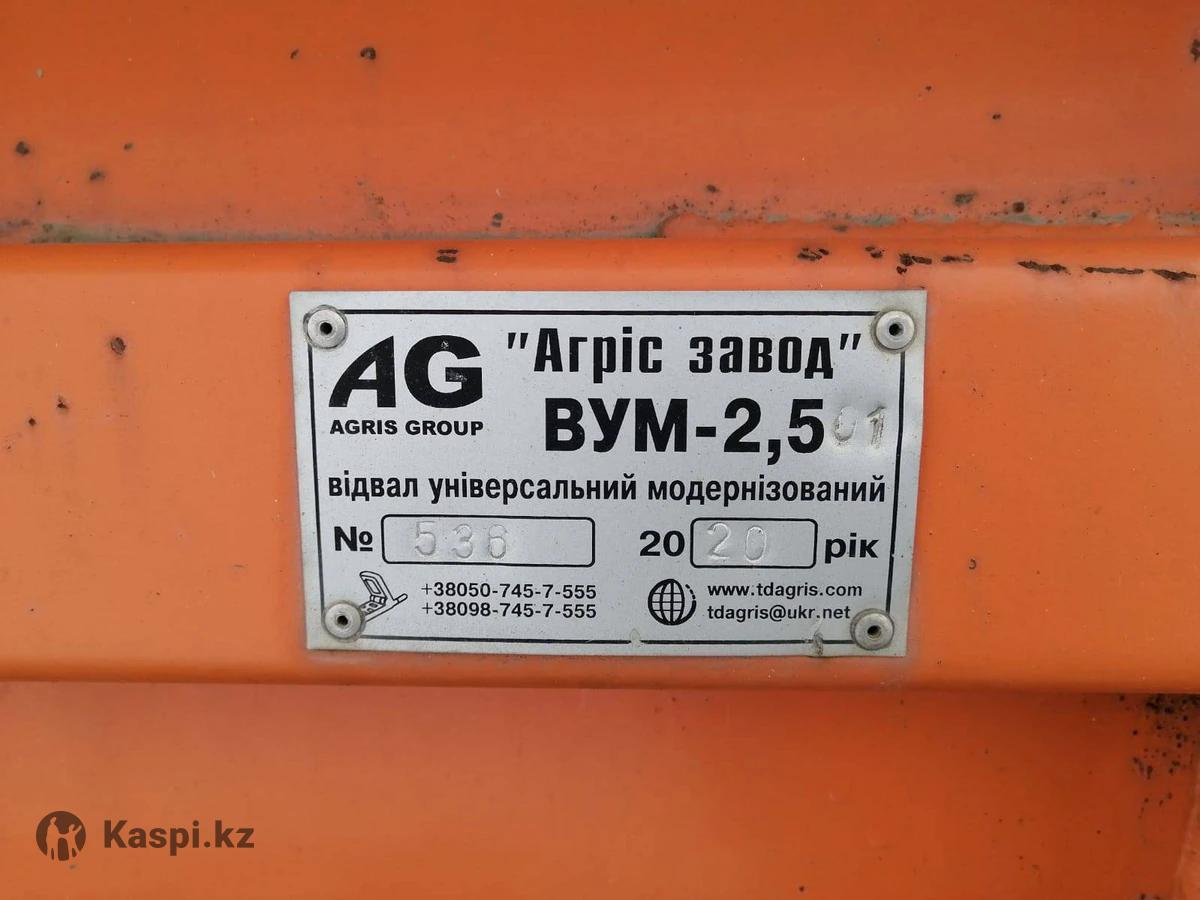 AG
AGRIS GROUP
"Агріс завод"
ВУМ-2,5 01
відвал універсальний модернізований
№ 536
20 20 рік
+38050-745-7-555
+38098-745-7-555
www.tdagris.com
tdagris@ukr.net
Kaspi.kz